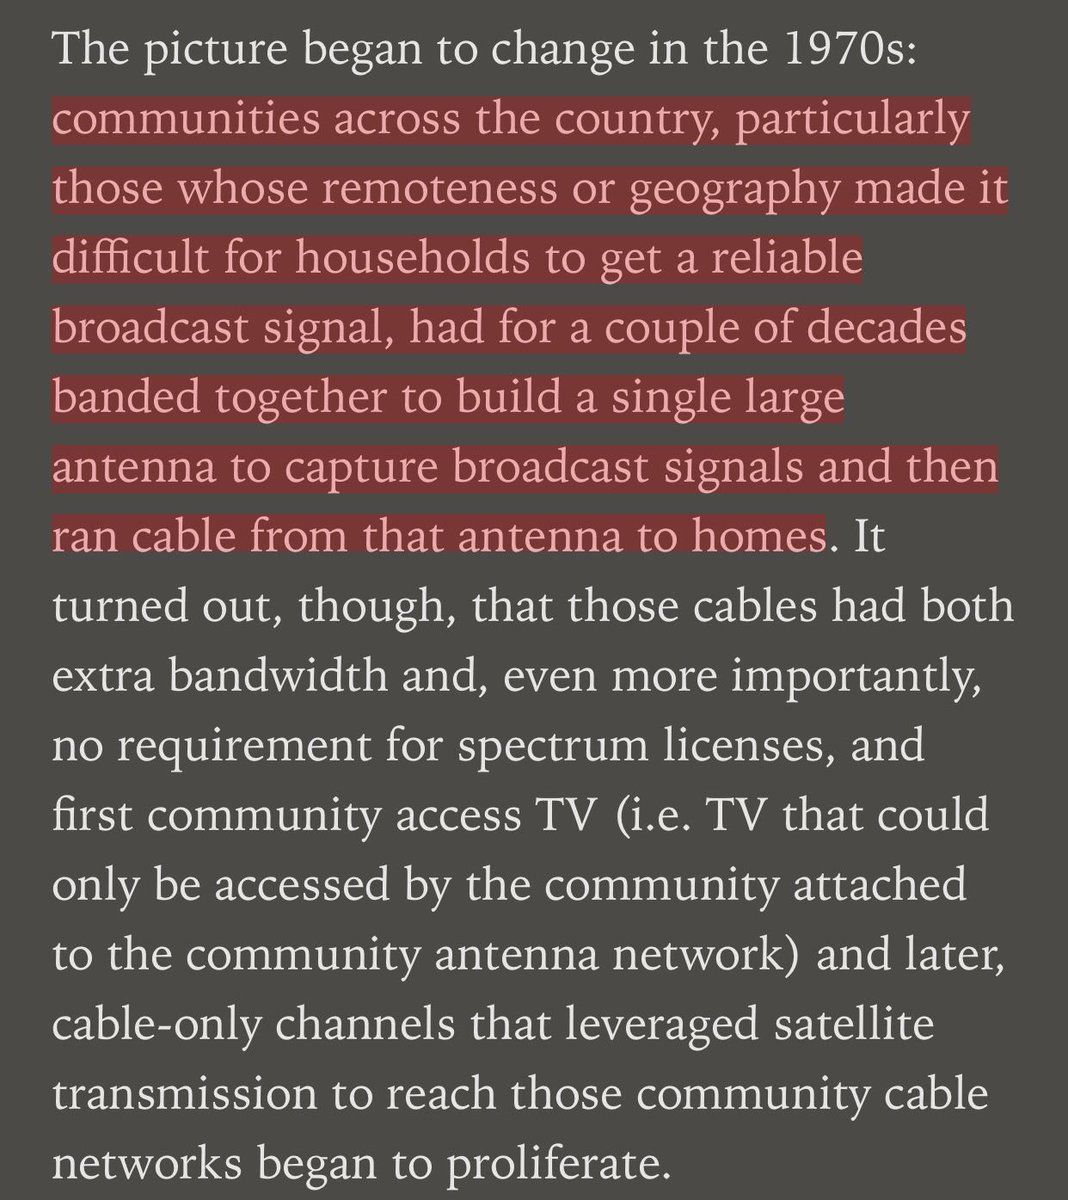 The picture began to change in the 1970s:
communities across the country, particularly
those whose remoteness or geography made it
difficult for households to get a reliable
broadcast signal, had for a couple of decades
banded together to build a single large
antenna to capture broadcast signals and then
ran cable from that antenna to homes. It
turned out, though, that those cables had both
extra bandwidth and, even more importantly,
no requirement for spectrum licenses, and
first community access TV (i.e. TV that could
only be accessed by the community attached
to the community antenna network) and later,
cable-only channels that leveraged satellite
transmission to reach those community cable
networks began to proliferate.